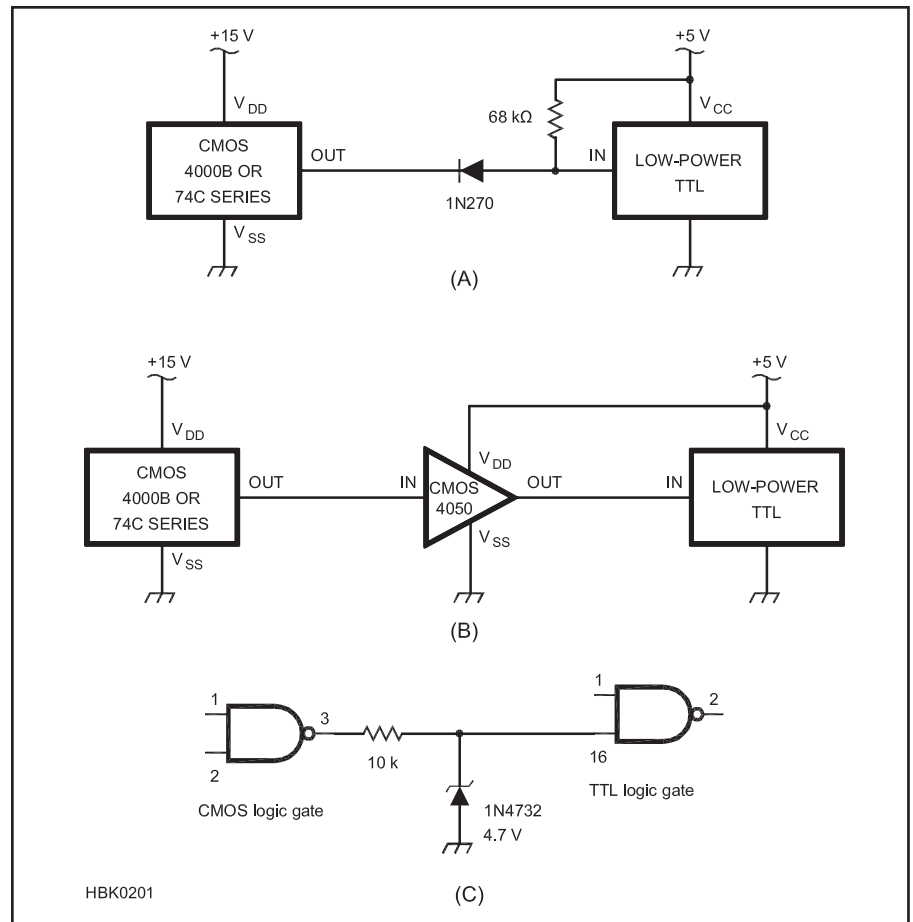 +15 V
+5 V
V DD
V CC
68 kΩ
CMOS
4000B OR
74C SERIES
OUT
IN
LOW-POWER
TTL
1N270
V SS
(A)
+15 V
+5 V
V DD
V CC
CMOS
4000B OR
74C SERIES
OUT
IN
V DD
CMOS
4050
OUT
IN
LOW-POWER
TTL
V SS
V SS
(B)
1
3
2
10 k
CMOS logic gate
1
2
16
TTL logic gate
1N4732
4.7 V
HBK0201
(C)